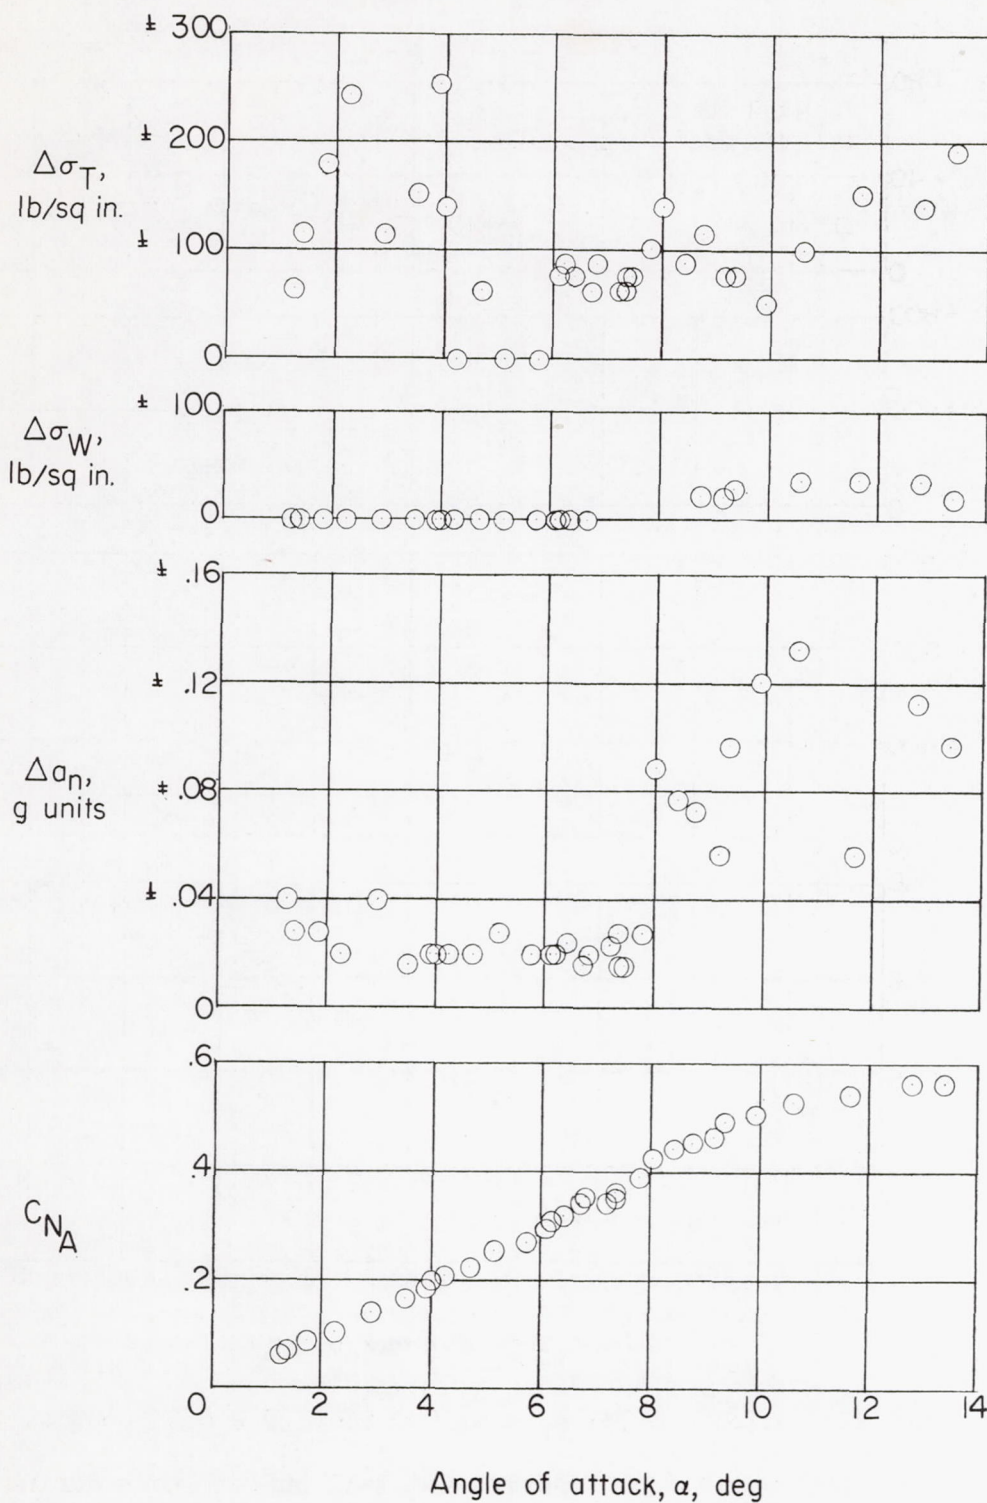 ± 300
± 200
Δσ_T,
lb/sq in.
± 100
0
± 100
Δσ_W,
lb/sq in.
0
± .16
± .12
Δa_n,
g units
± .08
± .04
0
.6
.4
C_N_A
.2
0 2 4 6 8 10 12 14
Angle of attack, α, deg